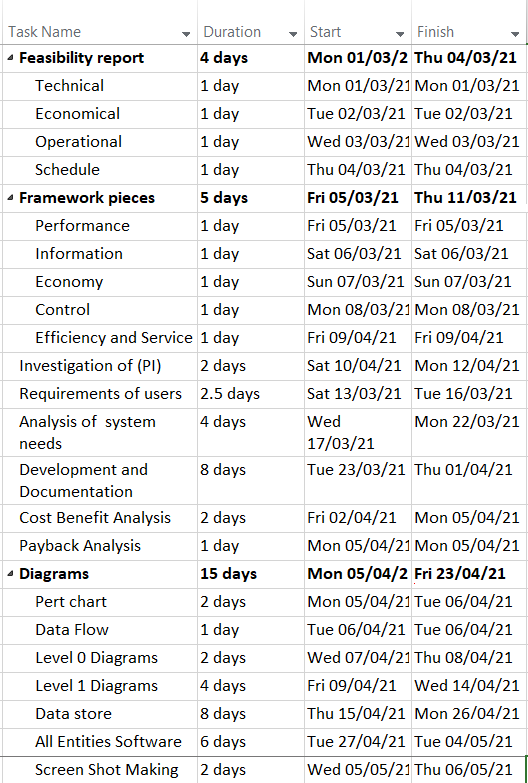 Task Name Duration Start Finish
Feasibility report 4 days Mon 01/03/2 Thu 04/03/21
Technical 1 day Mon 01/03/21 Mon 01/03/21
Economical 1 day Tue 02/03/21 Tue 02/03/21
Operational 1 day Wed 03/03/21 Wed 03/03/21
Schedule 1 day Thu 04/03/21 Thu 04/03/21
Framework pieces 5 days Fri 05/03/21 Thu 11/03/21
Performance 1 day Fri 05/03/21 Fri 05/03/21
Information 1 day Sat 06/03/21 Sat 06/03/21
Economy 1 day Sun 07/03/21 Sun 07/03/21
Control 1 day Mon 08/03/21 Mon 08/03/21
Efficiency and Service 1 day Fri 09/04/21 Fri 09/04/21
Investigation of (PI) 2 days Sat 10/04/21 Mon 12/04/21
Requirements of users 2.5 days Sat 13/03/21 Tue 16/03/21
Analysis of system 4 days Wed Mon 22/03/21
needs 17/03/21
Development and 8 days Tue 23/03/21 Thu 01/04/21
Documentation
Cost Benefit Analysis 2 days Fri 02/04/21 Mon 05/04/21
Payback Analysis 1 day Mon 05/04/21 Mon 05/04/21
Diagrams 15 days Mon 05/04/2 Fri 23/04/21
Pert chart 2 days Mon 05/04/21 Tue 06/04/21
Data Flow 1 day Tue 06/04/21 Tue 06/04/21
Level 0 Diagrams 2 days Wed 07/04/21 Thu 08/04/21
Level 1 Diagrams 4 days Fri 09/04/21 Wed 14/04/21
Data store 8 days Thu 15/04/21 Mon 26/04/21
All Entities Software 6 days Tue 27/04/21 Tue 04/05/21
Screen Shot Making 2 days Wed 05/05/21 Thu 06/05/21